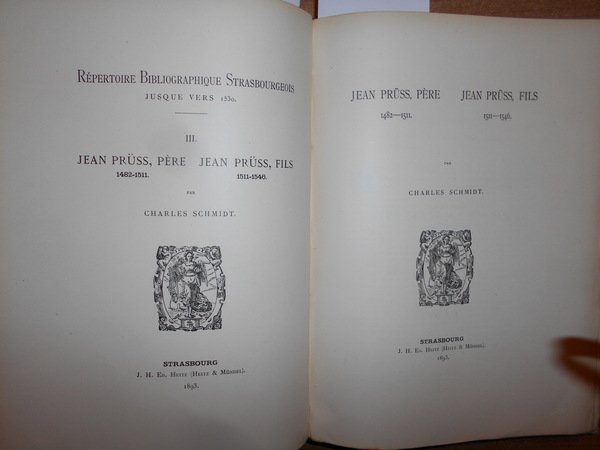 RÉPERTOIRE BIBLIOGRAPHIQUE STRASBOURGEOIS
JUSQUE VERS 1530.
III.
JEAN PRÜSS, PÈRE JEAN PRÜSS, FILS
1482-1511. 1511-1546.
PAR
CHARLES SCHMIDT.
STRASBOURG
J. H. ED. HEITZ (HEITZ & MÜNDEL).
1893.
JEAN PRÜSS, PÈRE JEAN PRÜSS, FILS
1482—1511. 1511—1546.
PAR
CHARLES SCHMIDT.
STRASBOURG
J. H. ED. HEITZ (HEITZ & MÜNDEL).
1893.